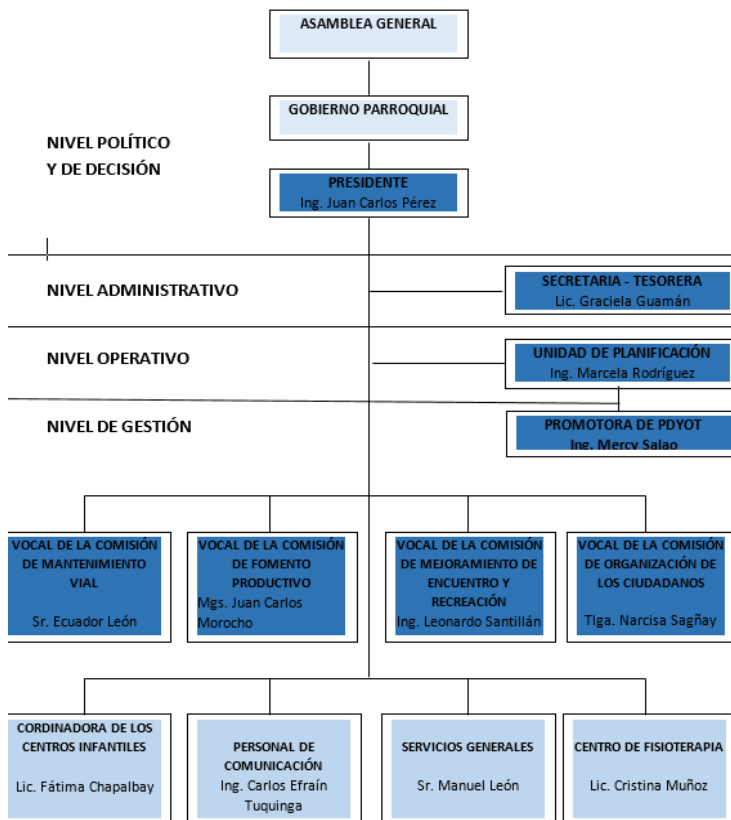 ASAMBLEA GENERAL
GOBIERNO PARROQUIAL
NIVEL POLÍTICO
Y DE DECISIÓN
PRESIDENTE
Ing. Juan Carlos Pérez
NIVEL ADMINISTRATIVO
SECRETARIA - TESORERA
Lic. Graciela Guamán
NIVEL OPERATIVO
UNIDAD DE PLANIFICACIÓN
Ing. Marcela Rodríguez
NIVEL DE GESTIÓN
PROMOTORA DE PDYOT
Ing. Mercy Salao
VOCAL DE LA COMISIÓN
DE MANTENIMIENTO
VIAL
Sr. Ecuador León
VOCAL DE LA COMISIÓN
DE FOMENTO
PRODUCTIVO
Mgs. Juan Carlos
Morocho
VOCAL DE LA COMISIÓN
DE MEJORAMIENTO DE
ENCUENTRO Y
RECREACIÓN
Ing. Leonardo Santillán
VOCAL DE LA COMISIÓN
DE ORGANIZACIÓN DE
LOS CIUDADANOS
Tlga. Narcisa Sagñay
CORDINADORA DE LOS
CENTROS INFANTILES
Lic. Fátima Chapalbay
PERSONAL DE
COMUNICACIÓN
Ing. Carlos Efraín
Tuquinga
SERVICIOS GENERALES
Sr. Manuel León
CENTRO DE FISIOTERAPIA
Lic. Cristina Muñoz